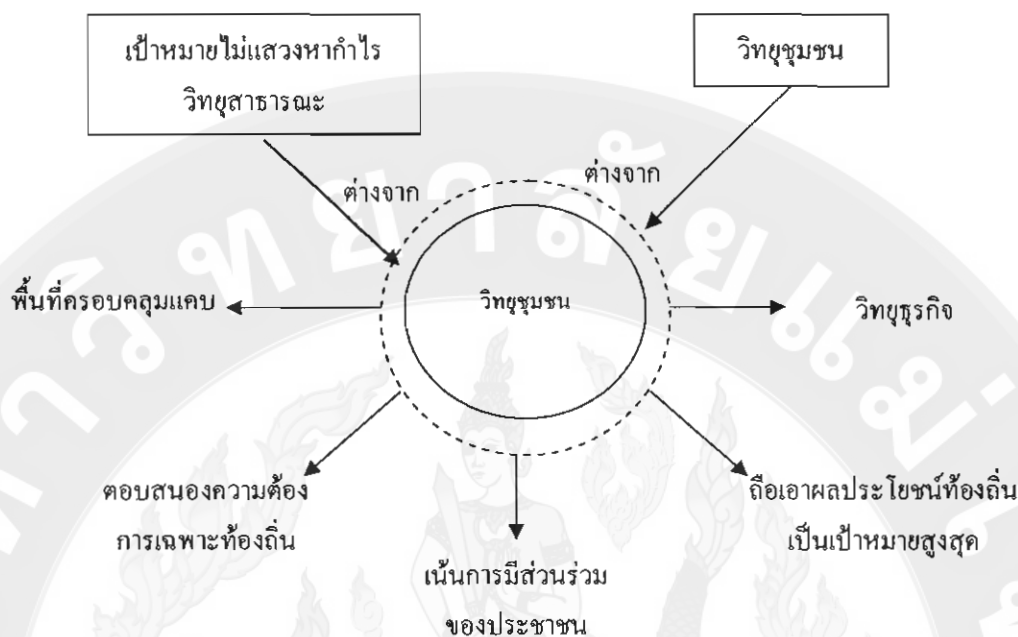 เป้าหมายไม่แสวงหากำไร
วิทยุสาธารณะ
วิทยุชุมชน
ต่างจาก
ต่างจาก
พื้นที่ครอบคลุมแคบ
วิทยุชุมชน
วิทยุธุรกิจ
ตอบสนองความต้อง
การเฉพาะท้องถิ่น
ถือเอาผลประโยชน์ท้องถิ่น
เป็นเป้าหมายสูงสุด
เน้นการมีส่วนร่วม
ของประชาชน